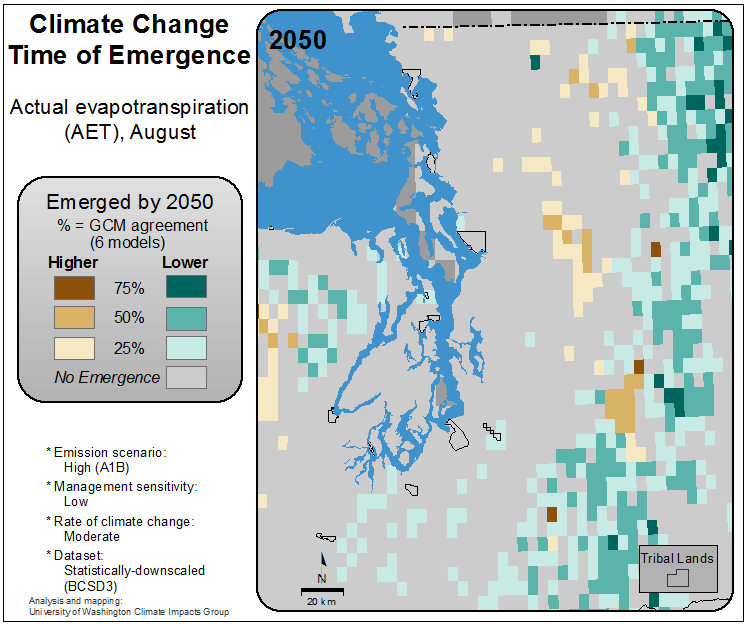 Climate Change
Time of Emergence
Actual evapotranspiration
(AET), August
Emerged by 2050
% = GCM agreement
(6 models)
Higher Lower
75%
50%
25%
No Emergence
* Emission scenario:
High (A1B)
* Management sensitivity:
Low
* Rate of climate change:
Moderate
* Dataset:
Statistically-downscaled
(BCSD3)
Analysis and mapping:
University of Washington Climate Impacts Group
2050
N
20 km
Tribal Lands